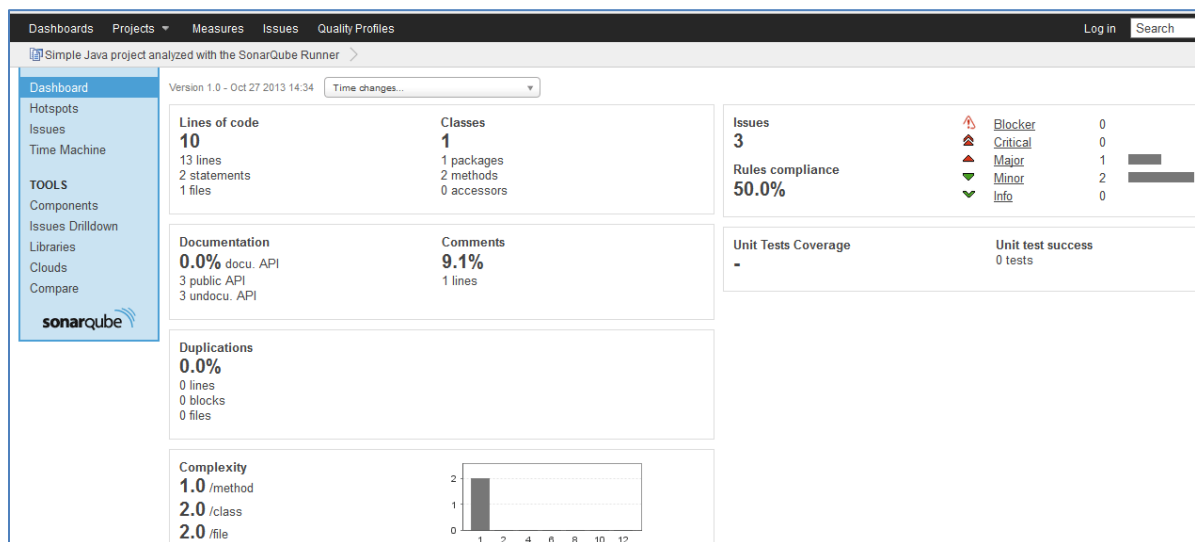 Dashboards Projects Measures Issues Quality Profiles Log in Search
Simple Java project analyzed with the SonarQube Runner
Dashboard
Hotspots
Issues
Time Machine
TOOLS
Components
Issues Drilldown
Libraries
Clouds
Compare
sonarqube
Version 1.0 - Oct 27 2013 14:34 Time changes...
Lines of code
10
13 lines
2 statements
1 files
Classes
1
1 packages
2 methods
0 accessors
Documentation
0.0% docu. API
3 public API
3 undocu. API
Comments
9.1%
1 lines
Duplications
0.0%
0 lines
0 blocks
0 files
Complexity
1.0 /method
2.0 /class
2.0 /file
2
1
0
1 2 4 6 8 10 12
Issues
3
Rules compliance
50.0%
Blocker 0
Critical 0
Major 1
Minor 2
Info 0
Unit Tests Coverage
-
Unit test success
0 tests